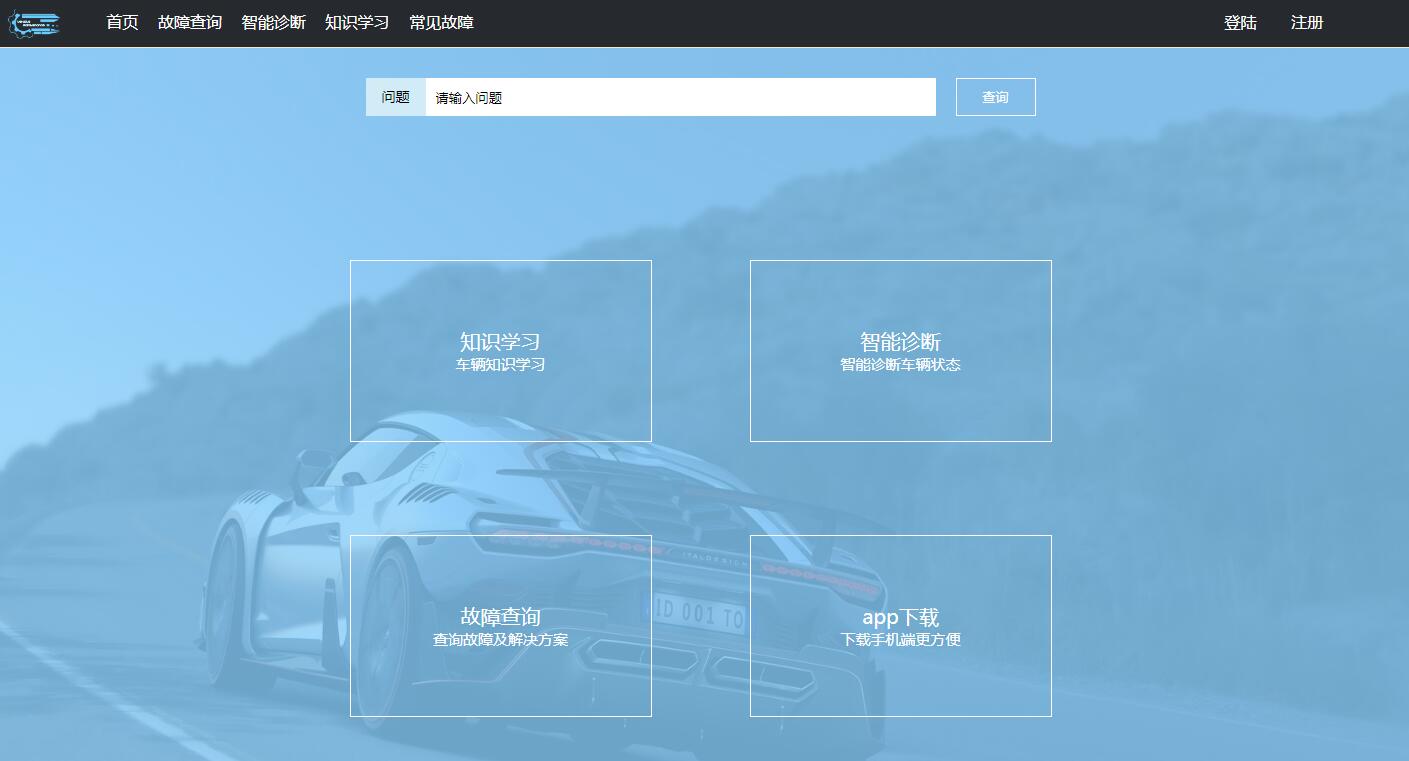 首页 故障查询 智能诊断 知识学习 常见故障 登陆 注册
问题 请输入问题 查询
知识学习
车辆知识学习
智能诊断
智能诊断车辆状态
ITALDESIGN
ID 001 TO
故障查询
查询故障及解决方案
app下载
下载手机端更方便